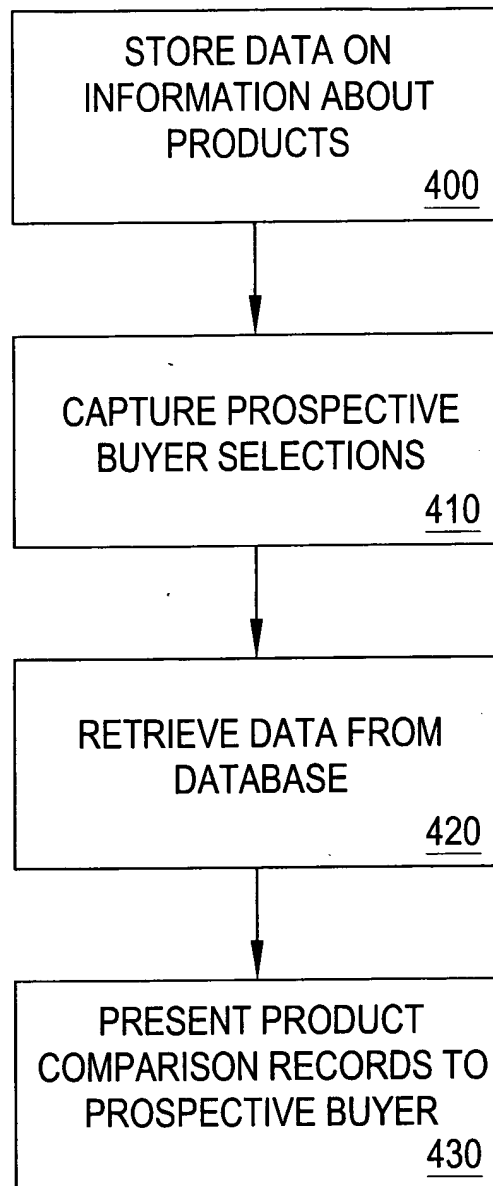 STORE DATA ON
INFORMATION ABOUT
PRODUCTS
400
CAPTURE PROSPECTIVE
BUYER SELECTIONS
410
RETRIEVE DATA FROM
DATABASE
420
PRESENT PRODUCT
COMPARISON RECORDS TO
PROSPECTIVE BUYER
430